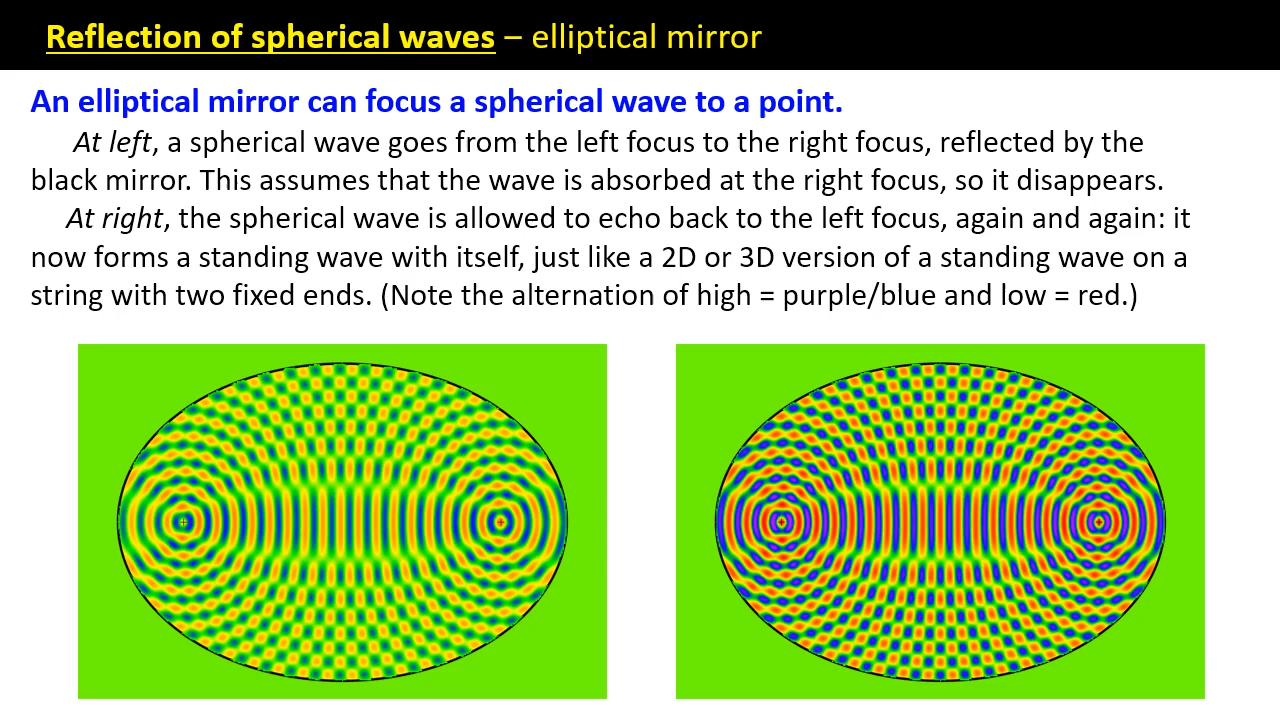 Reflection of spherical waves – elliptical mirror
An elliptical mirror can focus a spherical wave to a point.
At left, a spherical wave goes from the left focus to the right focus, reflected by the
black mirror. This assumes that the wave is absorbed at the right focus, so it disappears.
At right, the spherical wave is allowed to echo back to the left focus, again and again: it
now forms a standing wave with itself, just like a 2D or 3D version of a standing wave on a
string with two fixed ends. (Note the alternation of high = purple/blue and low = red.)